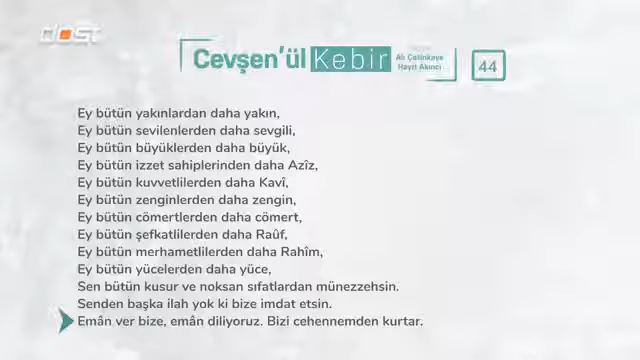 dost
Cevşen'ül Kebir
Ali Çetinkaya
Hayri Akıncı
44
Ey bütün yakınlardan daha yakın,
Ey bütün sevilenlerden daha sevgili,
Ey bütün büyüklerden daha büyük,
Ey bütün izzet sahiplerinden daha Azîz,
Ey bütün kuvvetlilerden daha Kavî,
Ey bütün zenginlerden daha zengin,
Ey bütün cömertlerden daha cömert,
Ey bütün şefkatlilerden daha Raûf,
Ey bütün merhametlilerden daha Rahîm,
Ey bütün yücelerden daha yüce,
Sen bütün kusur ve noksan sıfatlardan münezzehsin.
Senden başka ilah yok ki bize imdat etsin.
Emân ver bize, emân diliyoruz. Bizi cehennemden kurtar.